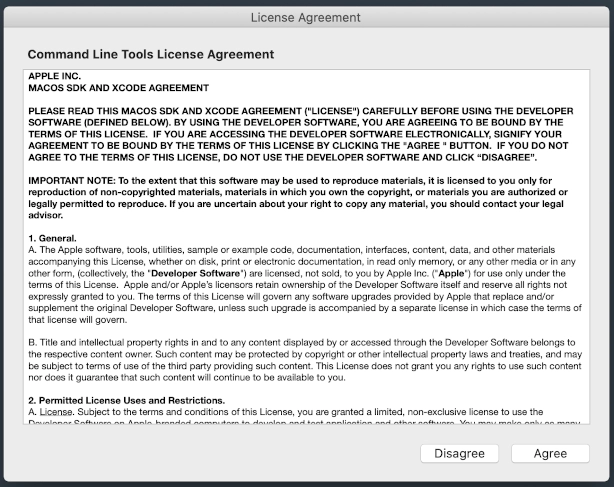 License Agreement
Command Line Tools License Agreement
APPLE INC.
MACOS SDK AND XCODE AGREEMENT
PLEASE READ THIS MACOS SDK AND XCODE AGREEMENT ("LICENSE") CAREFULLY BEFORE USING THE DEVELOPER
SOFTWARE (DEFINED BELOW). BY USING THE DEVELOPER SOFTWARE, YOU ARE AGREEING TO BE BOUND BY THE
TERMS OF THIS LICENSE.  IF YOU ARE ACCESSING THE DEVELOPER SOFTWARE ELECTRONICALLY, SIGNIFY YOUR
AGREEMENT TO BE BOUND BY THE TERMS OF THIS LICENSE BY CLICKING THE "AGREE " BUTTON.  IF YOU DO NOT
AGREE TO THE TERMS OF THIS LICENSE, DO NOT USE THE DEVELOPER SOFTWARE AND CLICK “DISAGREE”.
IMPORTANT NOTE: To the extent that this software may be used to reproduce materials, it is licensed to you only for
reproduction of non-copyrighted materials, materials in which you own the copyright, or materials you are authorized or
legally permitted to reproduce. If you are uncertain about your right to copy any material, you should contact your legal
advisor.
1. General.
A. The Apple software, tools, utilities, sample or example code, documentation, interfaces, content, data, and other materials
accompanying this License, whether on disk, print or electronic documentation, in read only memory, or any other media or in any
other form, (collectively, the "Developer Software") are licensed, not sold, to you by Apple Inc. ("Apple") for use only under the
terms of this License.  Apple and/or Apple's licensors retain ownership of the Developer Software itself and reserve all rights not
expressly granted to you. The terms of this License will govern any software upgrades provided by Apple that replace and/or
supplement the original Developer Software, unless such upgrade is accompanied by a separate license in which case the terms of
that license will govern.
B. Title and intellectual property rights in and to any content displayed by or accessed through the Developer Software belongs to
the respective content owner. Such content may be protected by copyright or other intellectual property laws and treaties, and may
be subject to terms of use of the third party providing such content. This License does not grant you any rights to use such content
nor does it guarantee that such content will continue to be available to you.
2. Permitted License Uses and Restrictions.
A. License. Subject to the terms and conditions of this License, you are granted a limited, non-exclusive license to use the
Developer Software on Apple-branded computers to develop and test application and other software. You may make only as many
Disagree
Agree